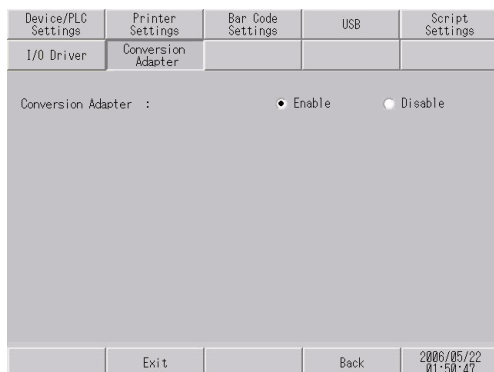 Device/PLC Settings
Printer Settings
Bar Code Settings
USB
Script Settings
I/O Driver
Conversion Adapter
Conversion Adapter : Enable Disable
Exit
Back
2006/05/22
01:50:47